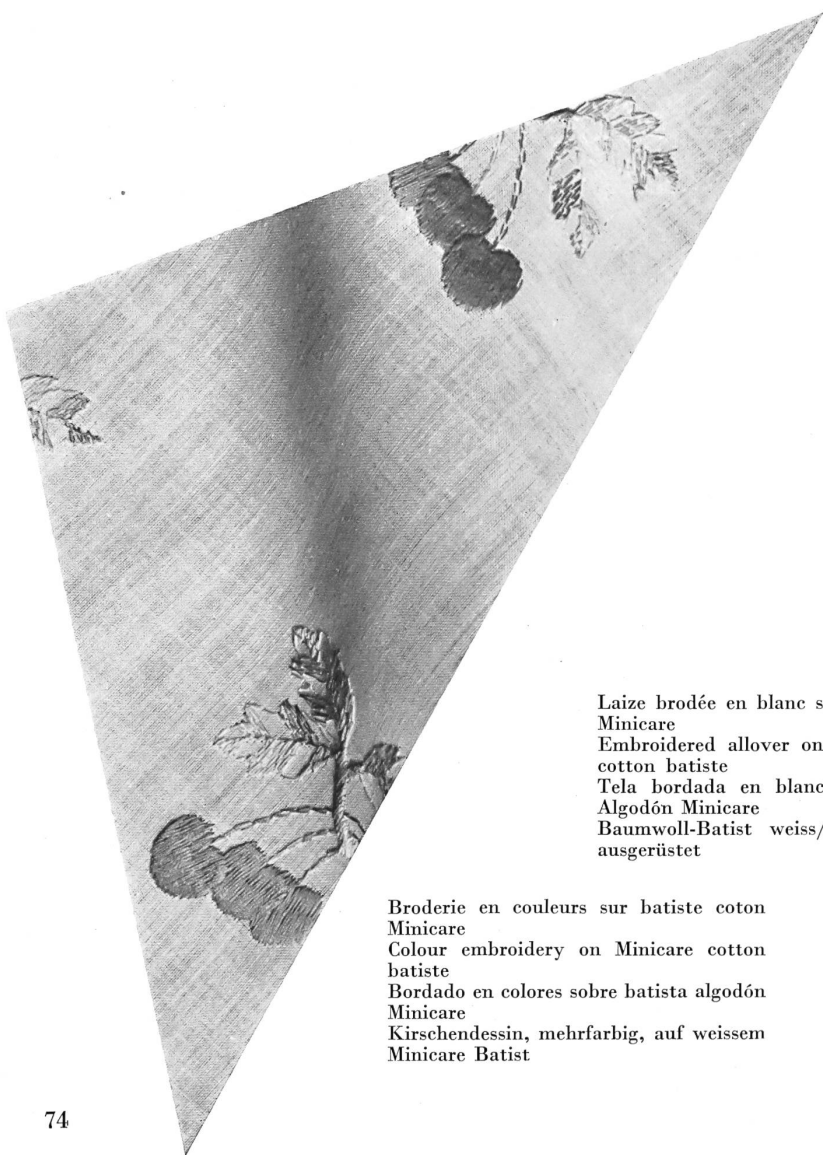 Laize brodée en blanc
Minicare
Embroidered allover on
cotton batiste
Tela bordada en blanc
Algodón Minicare
Baumwoll-Batist weiss/
ausgerüstet
Broderie en couleurs sur batiste coton
Minicare
Colour embroidery on Minicare cotton
batiste
Bordado en colores sobre batista algodón
Minicare
Kirschendessin, mehrfarbig, auf weissem
Minicare Batist
74